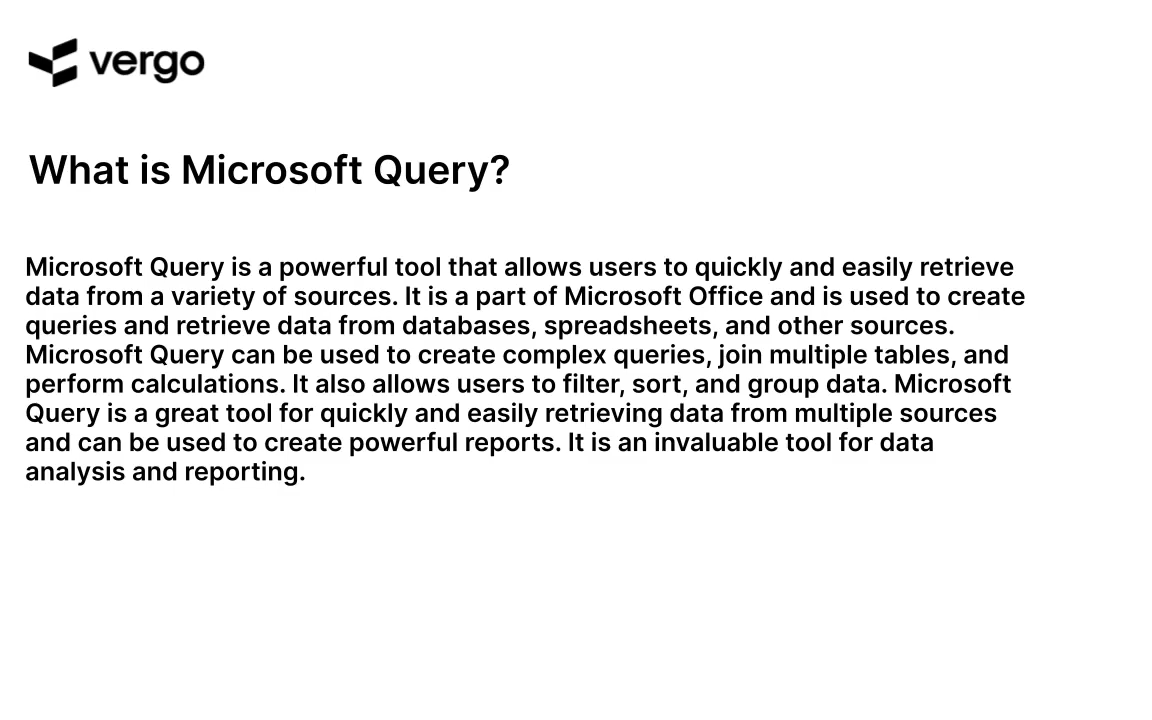 vergo
What is Microsoft Query?
Microsoft Query is a powerful tool that allows users to quickly and easily retrieve
data from a variety of sources. It is a part of Microsoft Office and is used to create
queries and retrieve data from databases, spreadsheets, and other sources.
Microsoft Query can be used to create complex queries, join multiple tables, and
perform calculations. It also allows users to filter, sort, and group data. Microsoft
Query is a great tool for quickly and easily retrieving data from multiple sources
and can be used to create powerful reports. It is an invaluable tool for data
analysis and reporting.